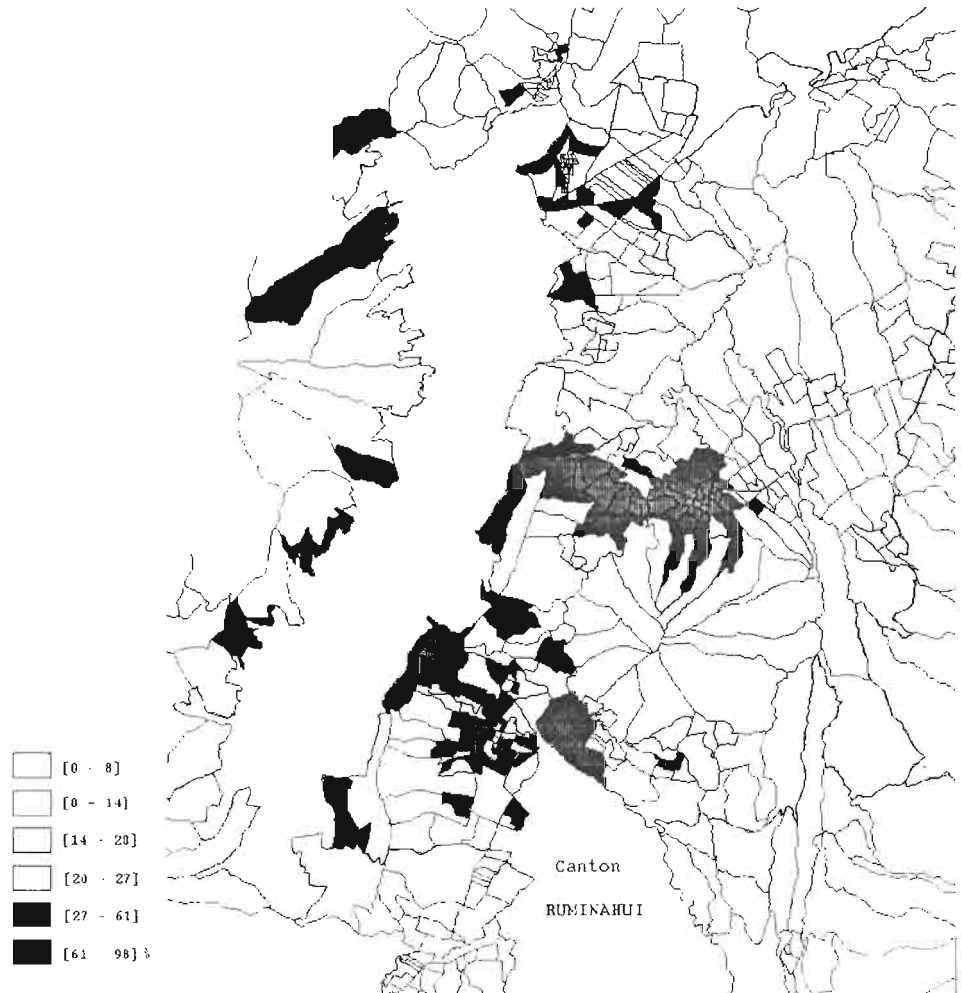 [0 - 8]
[8 - 14]
[14 - 20]
[20 - 27]
[27 - 61]
[61 98] %
Canton
RUMINAHUI